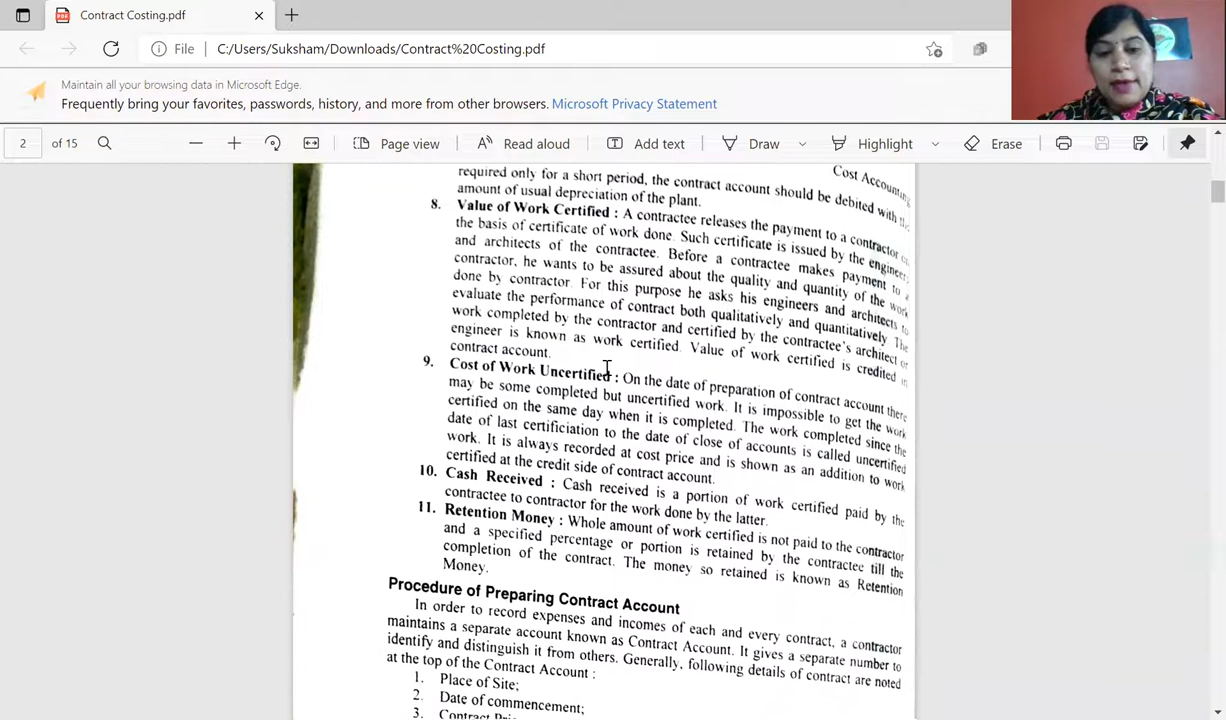 Contract Costing.pdf
File C:/Users/Suksham/Downloads/Contract%20Costing.pdf
Maintain all your browsing data in Microsoft Edge.
Frequently bring your favorites, passwords, history, and more from other browsers. Microsoft Privacy Statement
2 of 15 Page view Read aloud Add text Draw Highlight Erase
Cost Accounting
required only for a short period, the contract account should be debited with the
amount of usual depreciation of the plant.
8. Value of Work Certified : A contractee releases the payment to a contractor on
the basis of certificate of work done. Such certificate is issued by the engineers
and architects of the contractee. Before a contractee makes payment to a
contractor, he wants to be assured about the quality and quantity of the work
done by contractor. For this purpose he asks his engineers and architects to
evaluate the performance of contract both qualitatively and quantitatively The
work completed by the contractor and certified by the contractee's architect or
engineer is known as work certified. Value of work certified is credited in
contract account.
9. Cost of Work Uncertified : On the date of preparation of contract account there
may be some completed but uncertified work. It is impossible to get the work
certified on the same day when it is completed. The work completed since the
date of last certificiation to the date of close of accounts is called uncertified
work. It is always recorded at cost price and is shown as an addition to work
certified at the credit side of contract account.
10. Cash Received : Cash received is a portion of work certified paid by the
contractee to contractor for the work done by the latter.
11. Retention Money : Whole amount of work certified is not paid to the contractor
and a specified percentage or portion is retained by the contractee till the
completion of the contract. The money so retained is known as Retention
Money.
Procedure of Preparing Contract Account
In order to record expenses and incomes of each and every contract, a contractor
maintains a separate account known as Contract Account. It gives a separate number to
identify and distinguish it from others. Generally, following details of contract are noted
at the top of the Contract Account :
1. Place of Site;
2. Date of commencement;
3. Contract